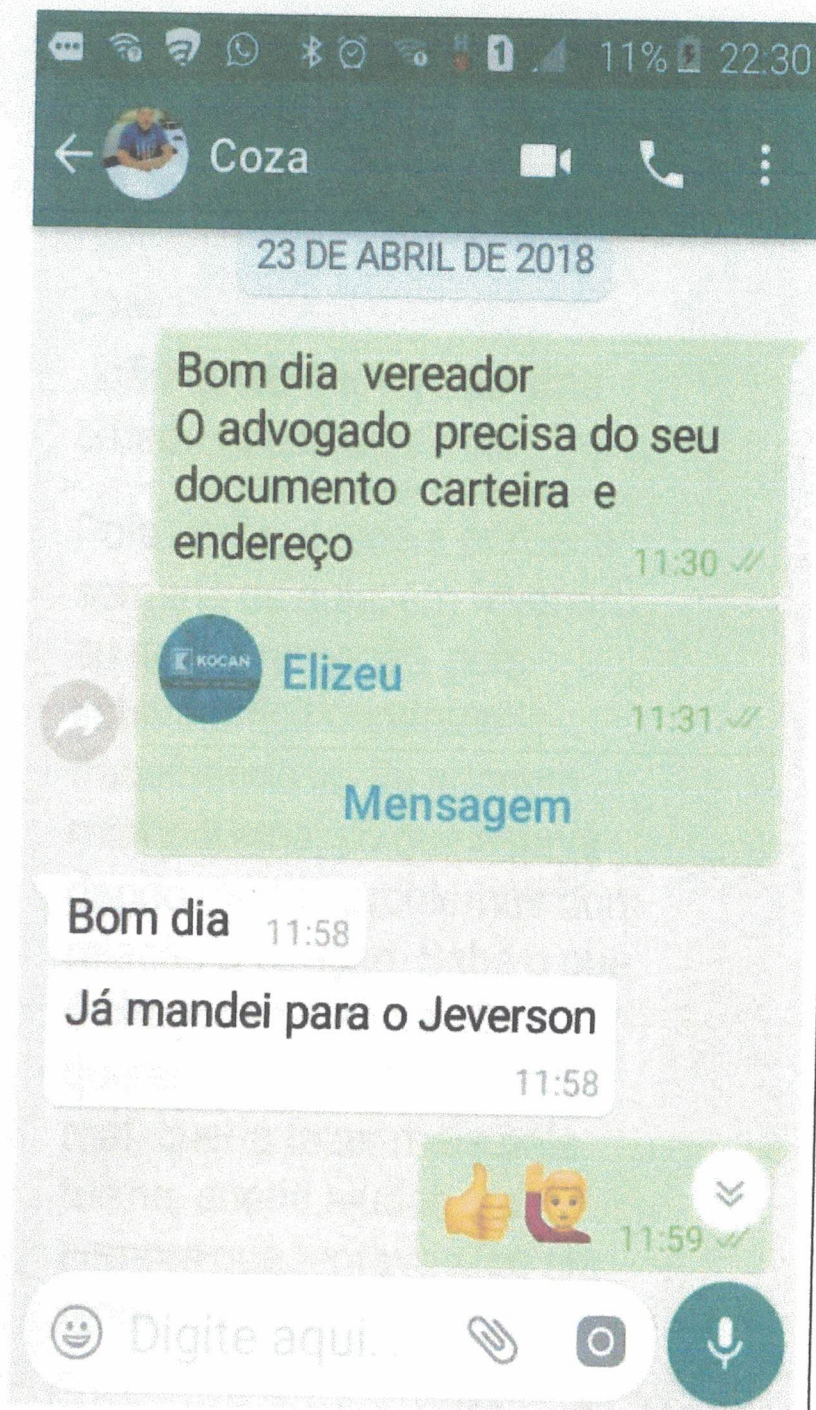 11% 22:30
Coza
23 DE ABRIL DE 2018
Bom dia vereador
O advogado precisa do seu
documento carteira e
endereço
11:30
KOCAN
Elizeu
11:31
Mensagem
Bom dia 11:58
Já mandei para o Jeverson
11:58
11:59
Digite aqui...